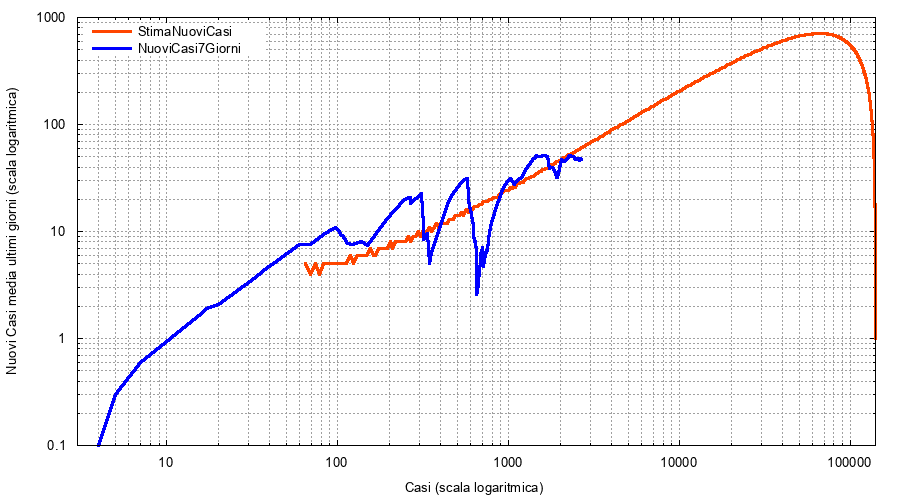 1000
StimaNuoviCasi
NuoviCasi7Giorni
100
10
1
0.1
Nuovi Casi media ultimi giorni (scala logaritmica)
10
100
1000
10000
100000
Casi (scala logaritmica)